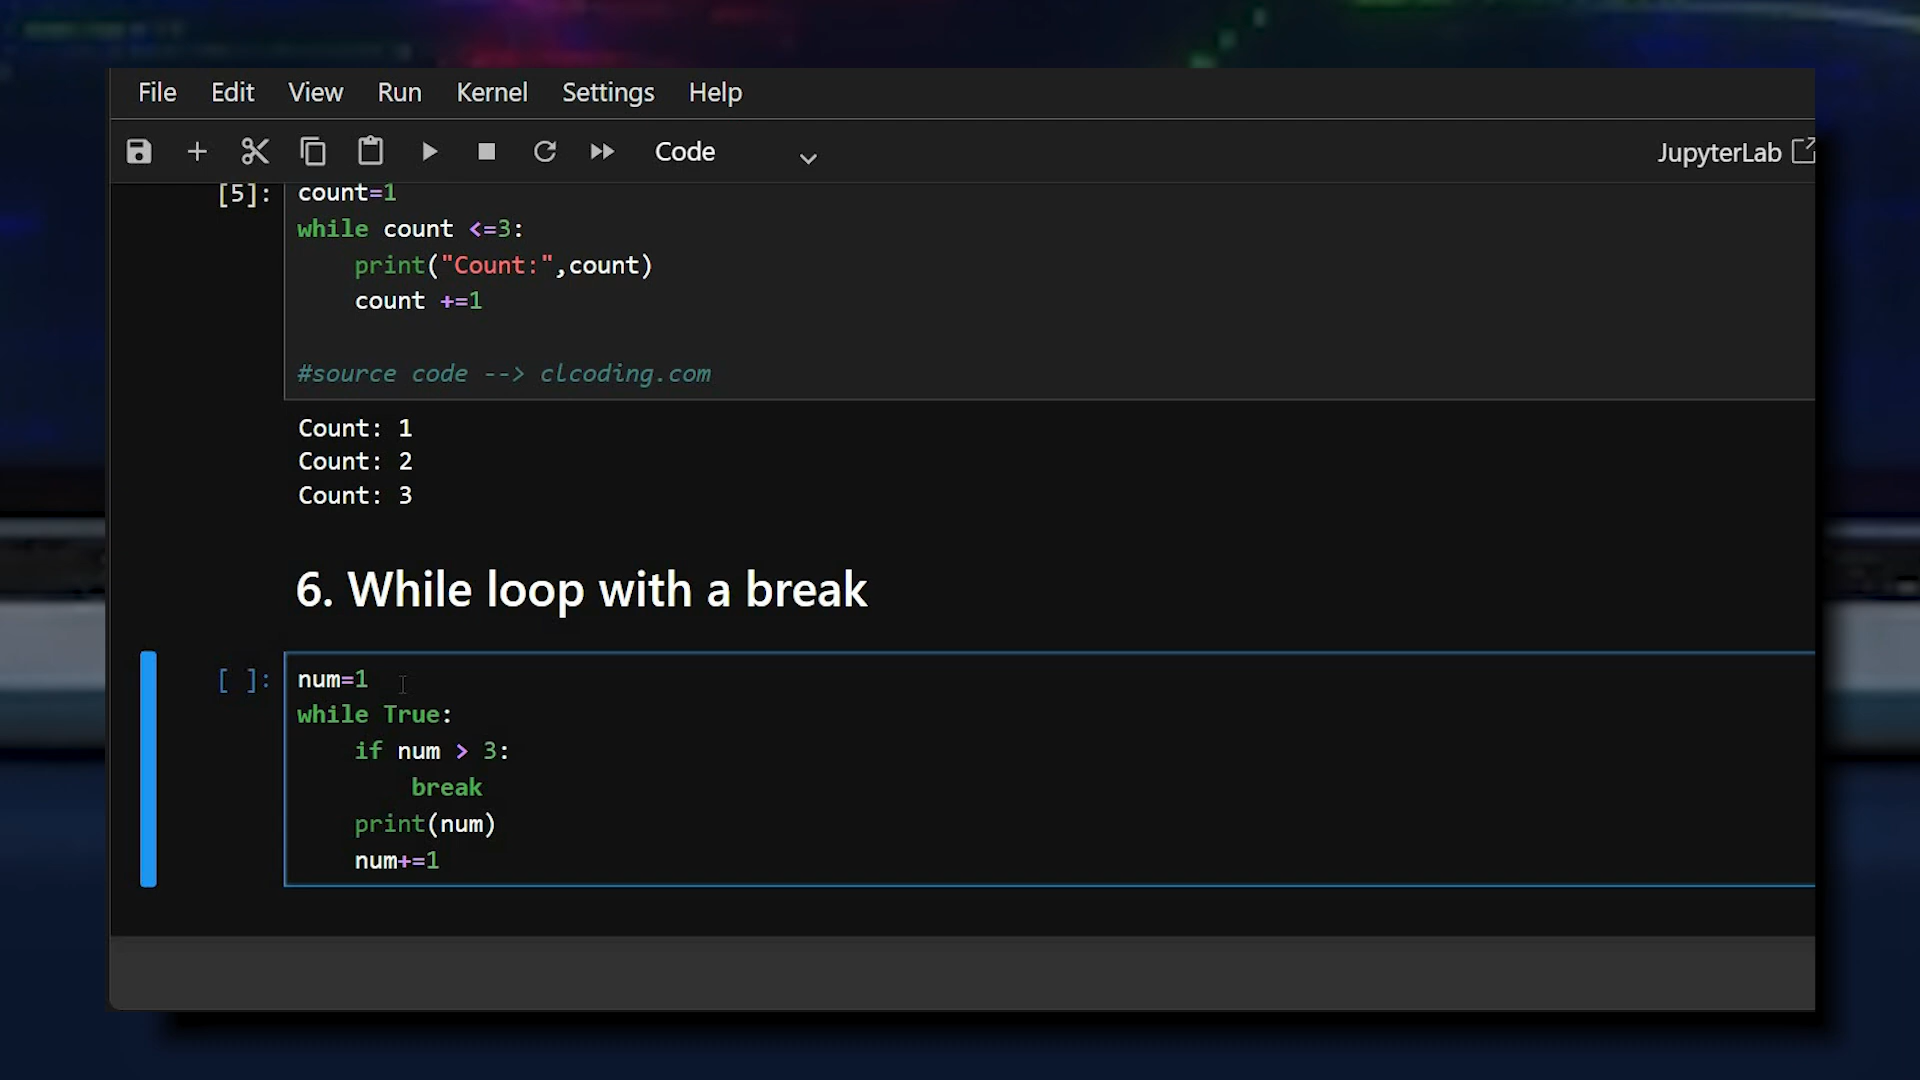 File Edit View Run Kernel Settings Help
Code
JupyterLab
[5]: count=1
while count <=3:
    print("Count:",count)
    count +=1
#source code --> clcoding.com
Count: 1
Count: 2
Count: 3
6. While loop with a break
[ ]: num=1
while True:
    if num > 3:
        break
    print(num)
    num+=1